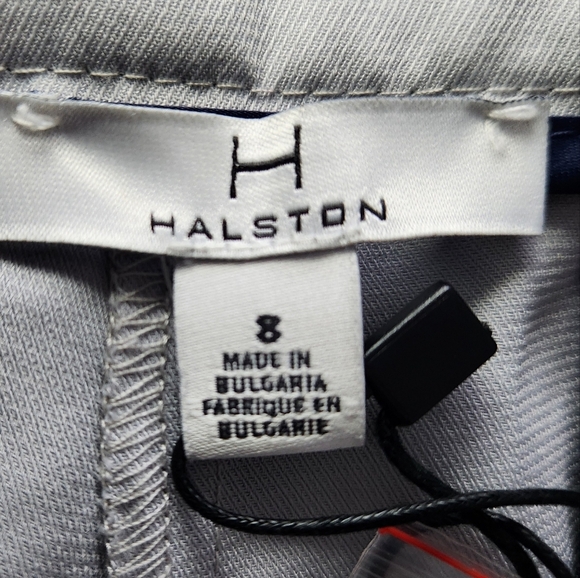 H
HALSTON
8
MADE IN
BULGARIA
FABRIQUE EN
BULGARIE